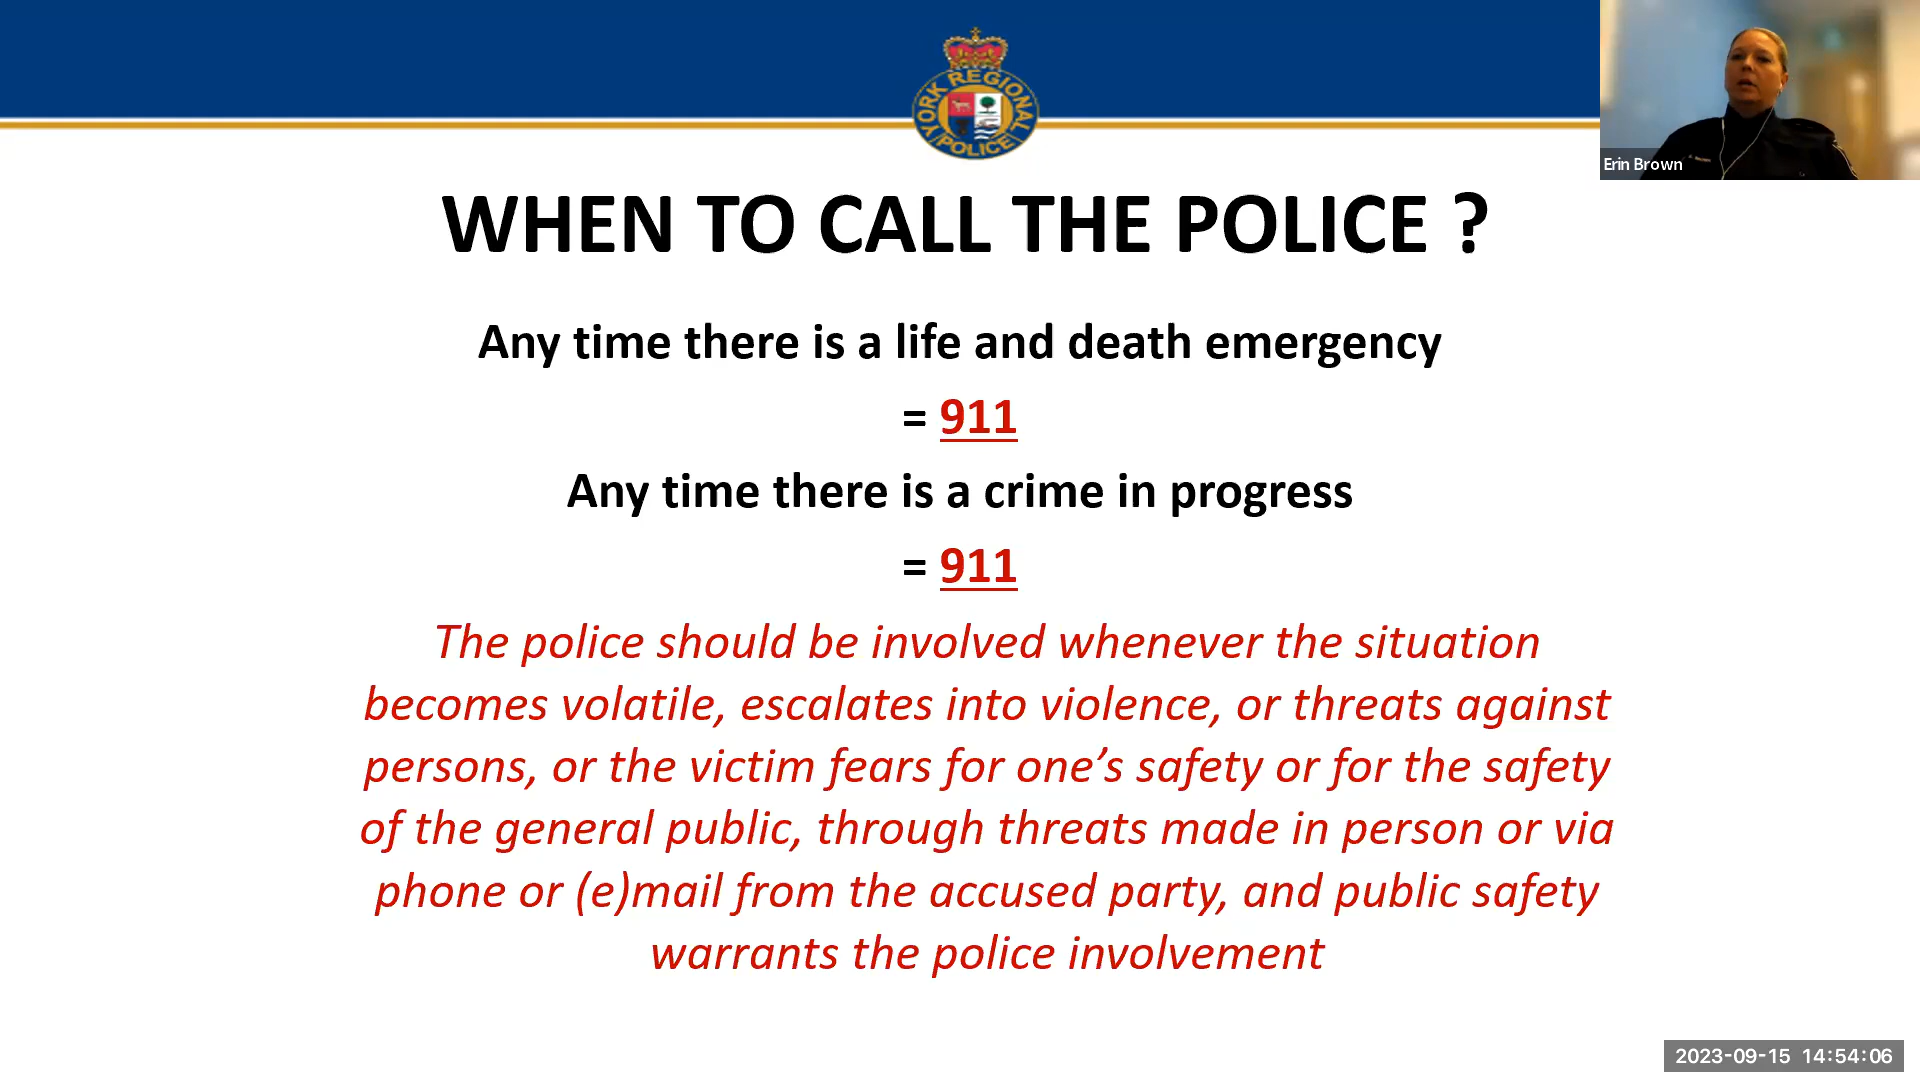 YORK REGIONAL
POLICE
Erin Brown
WHEN TO CALL THE POLICE ?
Any time there is a life and death emergency
= 911
Any time there is a crime in progress
= 911
The police should be involved whenever the situation
becomes volatile, escalates into violence, or threats against
persons, or the victim fears for one’s safety or for the safety
of the general public, through threats made in person or via
phone or (e)mail from the accused party, and public safety
warrants the police involvement
2023-09-15 14:54:06